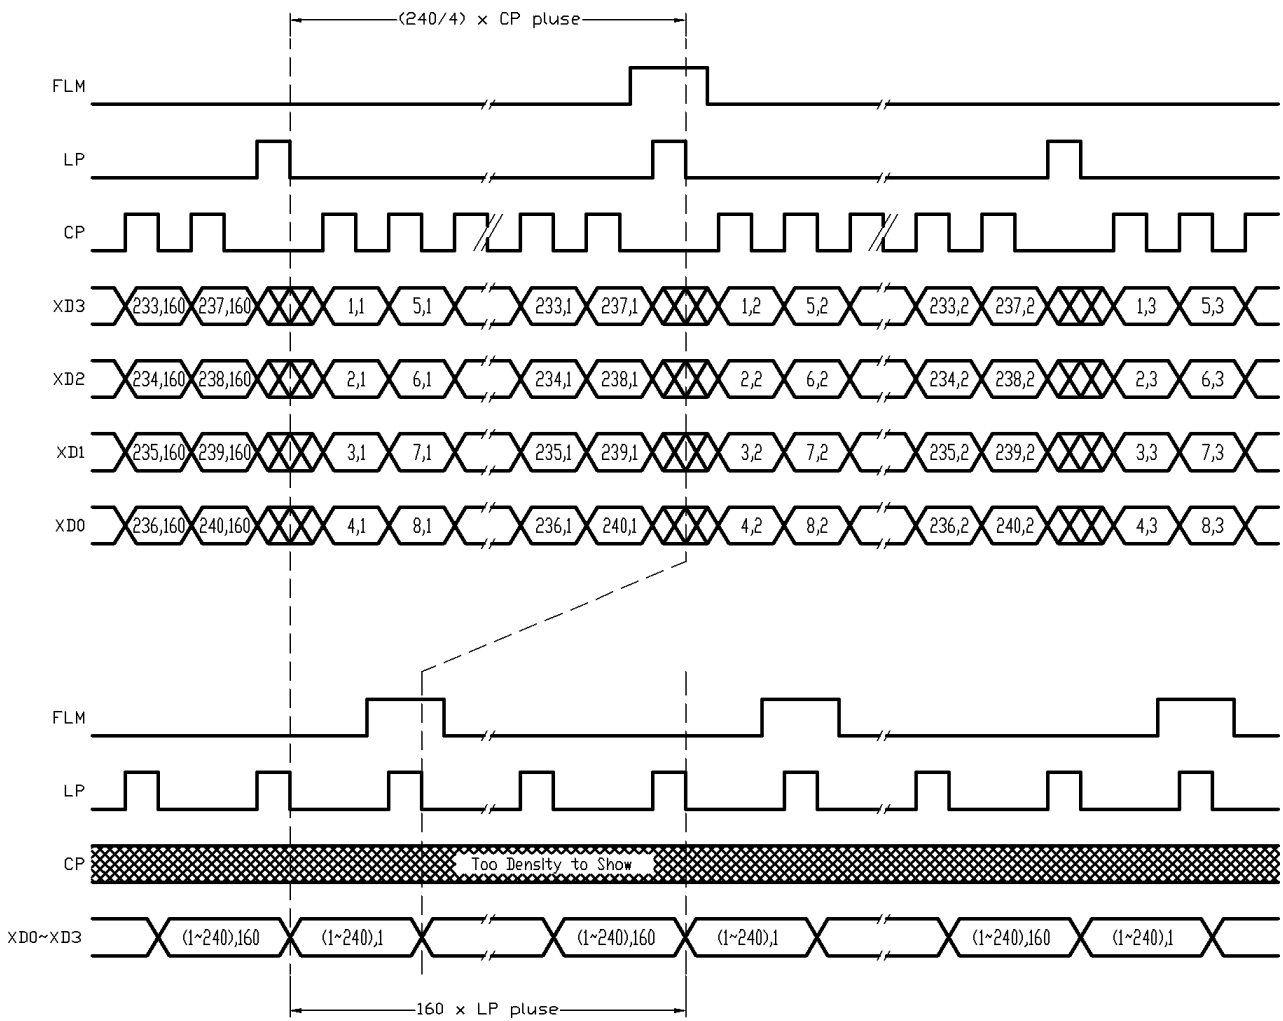 (240/4) x CP pluse
FLM
LP
CP
XD3 233,160 237,160 1,1 5,1 233,1 237,1 1,2 5,2 233,2 237,2 1,3 5,3
XD2 234,160 238,160 2,1 6,1 234,1 238,1 2,2 6,2 234,2 238,2 2,3 6,3
XD1 235,160 239,160 3,1 7,1 235,1 239,1 3,2 7,2 235,2 239,2 3,3 7,3
XD0 236,160 240,160 4,1 8,1 236,1 240,1 4,2 8,2 236,2 240,2 4,3 8,3
FLM
LP
CP Too Density to Show
XD0~XD3 (1~240),160 (1~240),1 (1~240),160 (1~240),1 (1~240),160 (1~240),1
160 x LP pluse